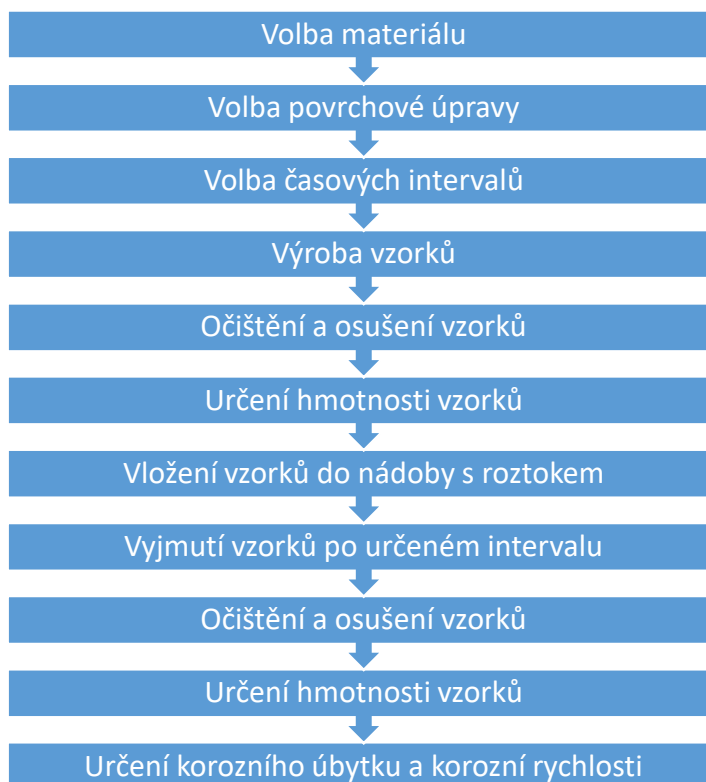 Volba materiálu
Volba povrchové úpravy
Volba časových intervalů
Výroba vzorků
Očištění a osušení vzorků
Určení hmotnosti vzorků
Vložení vzorků do nádoby s roztokem
Vyjmutí vzorků po určeném intervalu
Očištění a osušení vzorků
Určení hmotnosti vzorků
Určení korozního úbytku a korozní rychlosti